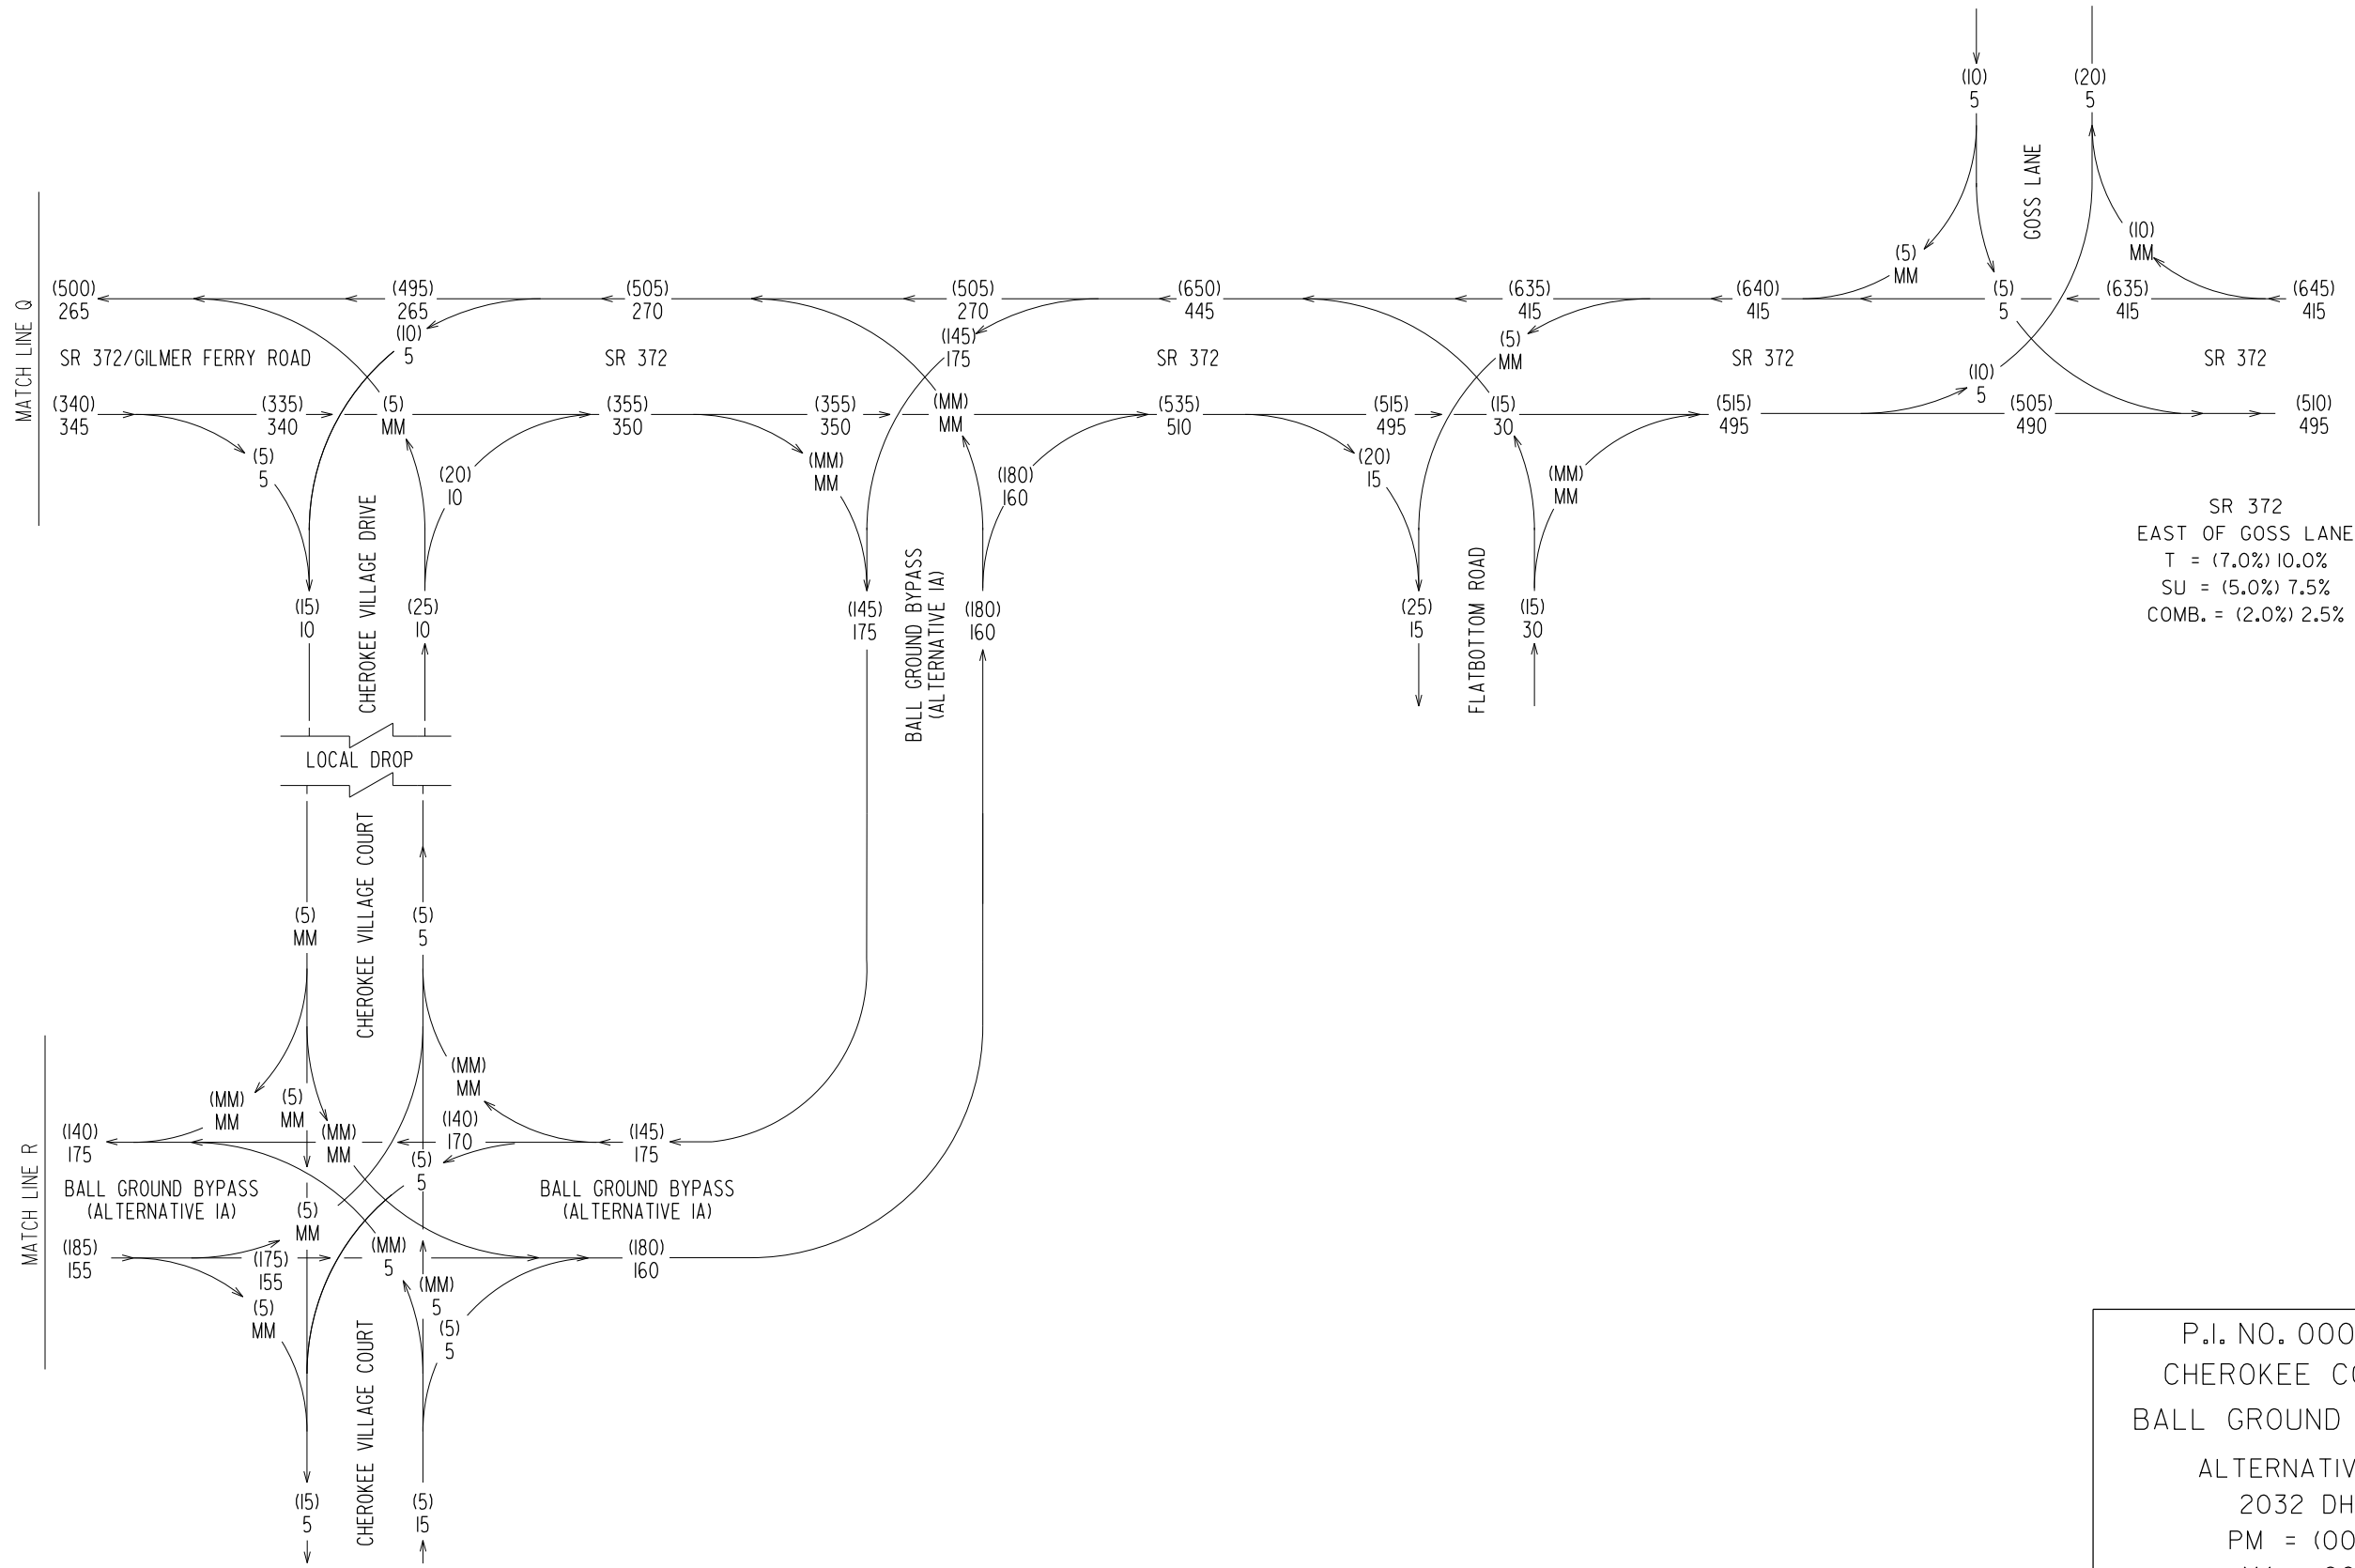 (10)
5
(20)
5
GOSS LANE
(5)
MM
(10)
MM
MATCH LINE Q
(500)
265
(495)
265
(505)
270
(505)
270
(650)
445
(635)
415
(640)
415
(5)
5
(635)
415
(645)
415
(10)
5
(145)
175
(5)
MM
SR 372/GILMER FERRY ROAD
SR 372
SR 372
SR 372
SR 372
(10)
5
(340)
345
(335)
340
(5)
MM
(355)
350
(355)
350
(MM)
MM
(535)
510
(515)
495
(15)
30
(515)
495
(505)
490
(510)
495
(5)
5
(20)
10
(MM)
MM
(180)
160
(20)
15
(MM)
MM
CHEROKEE VILLAGE DRIVE
BALL GROUND BYPASS
(ALTERNATIVE 1A)
FLATBOTTOM ROAD
SR 372
EAST OF GOSS LANE
T = (7.0%) 10.0%
SU = (5.0%) 7.5%
COMB. = (2.0%) 2.5%
(15)
10
(25)
10
(145)
175
(180)
160
(25)
15
(15)
30
LOCAL DROP
CHEROKEE VILLAGE COURT
(5)
MM
(5)
5
(MM)
MM
(MM)
MM
(5)
MM
MATCH LINE R
(140)
175
(MM)
MM
(140)
170
(145)
175
(5)
5
BALL GROUND BYPASS
(ALTERNATIVE 1A)
BALL GROUND BYPASS
(ALTERNATIVE 1A)
(5)
MM
(185)
155
(175)
155
(MM)
5
(180)
160
(5)
MM
(MM)
5
(5)
5
CHEROKEE VILLAGE COURT
(15)
5
(5)
15
P.I. NO. 000
CHEROKEE CO
BALL GROUND
ALTERNATIV
2032 DH
PM = (00